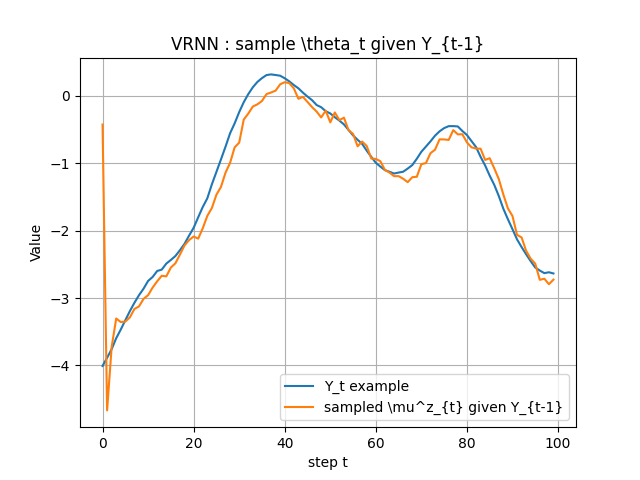 VRNN : sample \theta_t given Y_{t-1}
Value
0
−1
−2
−3
−4
Y_t example
sampled \mu^z_{t} given Y_{t-1}
0 20 40 60 80 100
step t